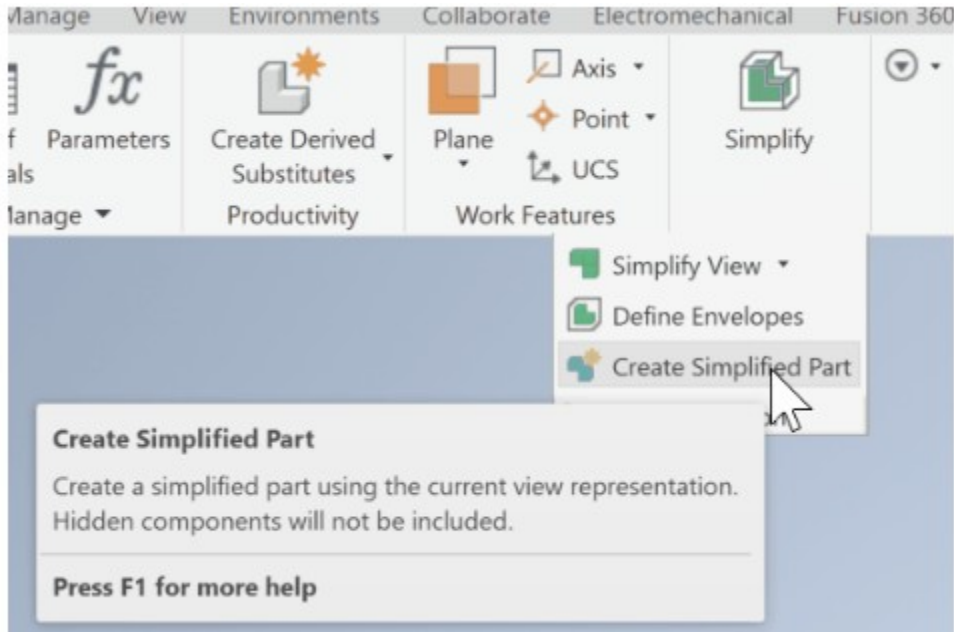 Manage View Environments Collaborate Electromechanical Fusion 360
fx
Parameters
Create Derived
Substitutes
Plane
Axis
Point
UCS
Simplify
Productivity
Work Features
Simplify View
Define Envelopes
Create Simplified Part
Create Simplified Part
Create a simplified part using the current view representation.
Hidden components will not be included.
Press F1 for more help